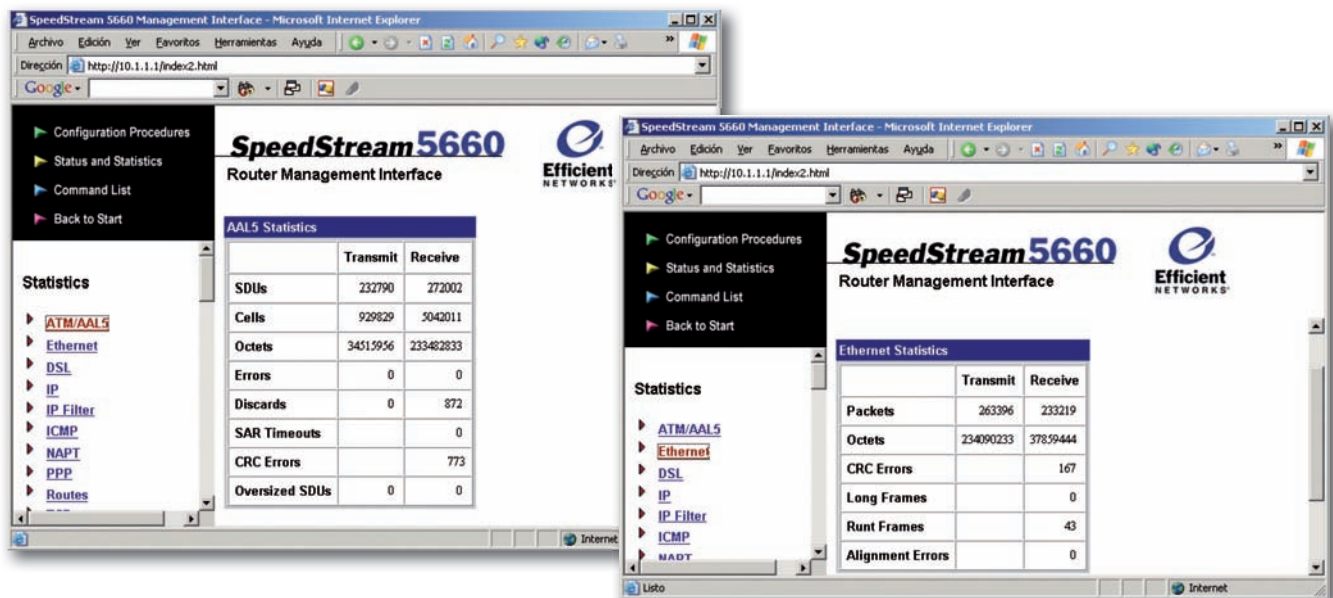 SpeedStream 5660 Management Interface - Microsoft Internet Explorer
Archivo Edición Ver Favoritos Herramientas Ayuda »
Dirección http://10.1.1.1/index2.html
Google
Configuration Procedures
Status and Statistics
Command List
Back to Start
SpeedStream 5660
Router Management Interface
Efficient
NETWORKS®
Statistics
ATM/AAL5
Ethernet
DSL
IP
IP Filter
ICMP
NAPT
PPP
Routes
AAL5 Statistics
Transmit Receive
SDUs 232790 272002
Cells 929829 5042011
Octets 34515956 233482833
Errors 0 0
Discards 0 872
SAR Timeouts 0
CRC Errors 773
Oversized SDUs 0 0
Internet
SpeedStream 5660 Management Interface - Microsoft Internet Explorer
Archivo Edición Ver Favoritos Herramientas Ayuda »
Dirección http://10.1.1.1/index2.html
Google
Configuration Procedures
Status and Statistics
Command List
Back to Start
SpeedStream 5660
Router Management Interface
Efficient
NETWORKS®
Statistics
ATM/AAL5
Ethernet
DSL
IP
IP Filter
ICMP
NAPT
Ethernet Statistics
Transmit Receive
Packets 263396 233219
Octets 234090233 37859444
CRC Errors 167
Long Frames 0
Runt Frames 43
Alignment Errors 0
Listo
Internet